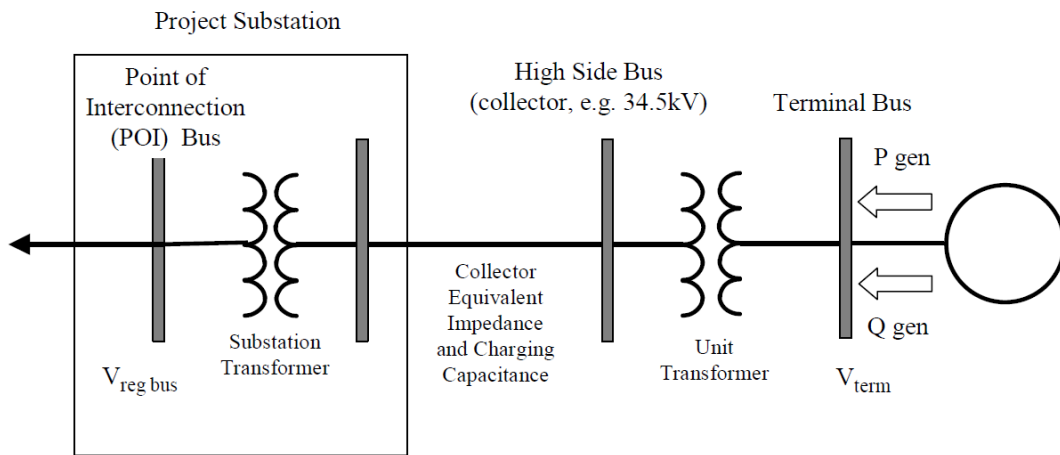 Project Substation
Point of
Interconnection
(POI) Bus
High Side Bus
(collector, e.g. 34.5kV)
Terminal Bus
P gen
Collector
Equivalent
Impedance
and Charging
Capacitance
Substation
Transformer
Unit
Transformer
Q gen
V reg bus
V term